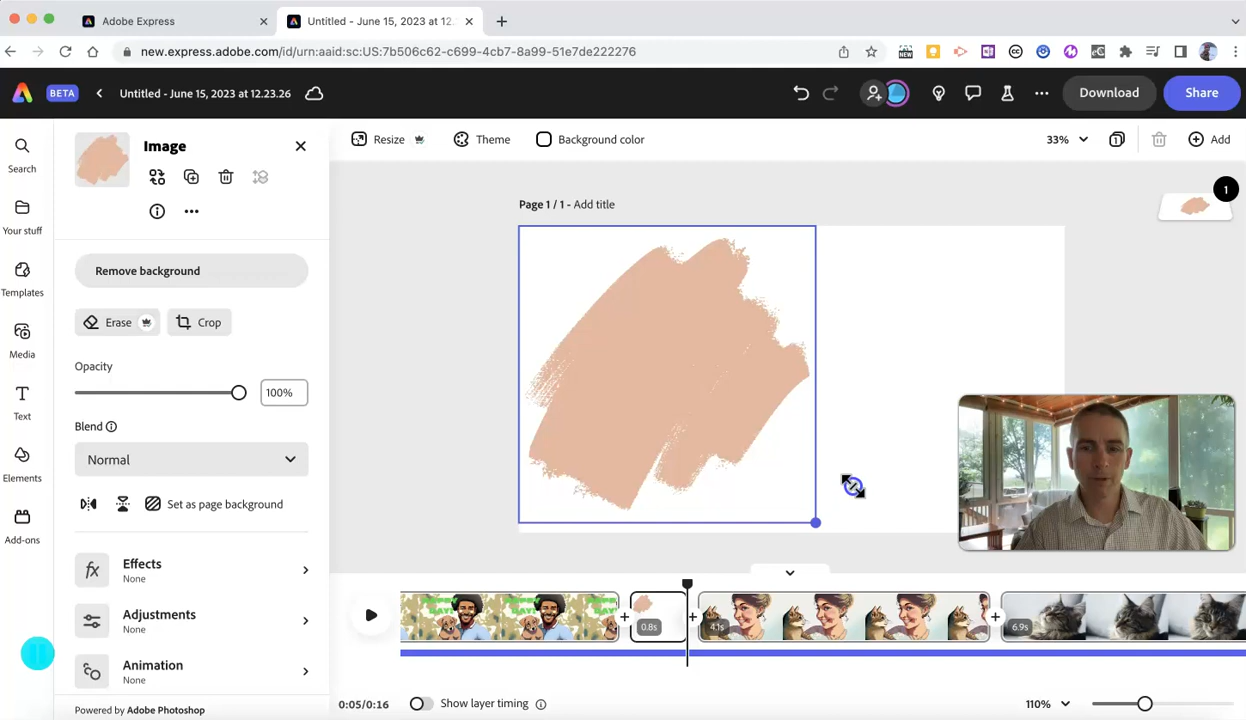 Adobe Express
Untitled - June 15, 2023 at 12.
new.express.adobe.com/id/urn:aaid:sc:US:7b506c62-c699-4cb7-8a99-51e7de222276
BETA
Untitled - June 15, 2023 at 12.23.26
Download
Share
Search
Your stuff
Templates
Media
Text
Elements
Add-ons
Image
Remove background
Erase
Crop
Opacity
100%
Blend
Normal
Set as page background
Effects
None
Adjustments
None
Animation
None
Powered by Adobe Photoshop
Resize
Theme
Background color
33%
1
Add
Page 1 / 1 - Add title
1
0.8s
4.1s
6.9s
0:05/0:16
Show layer timing
110%